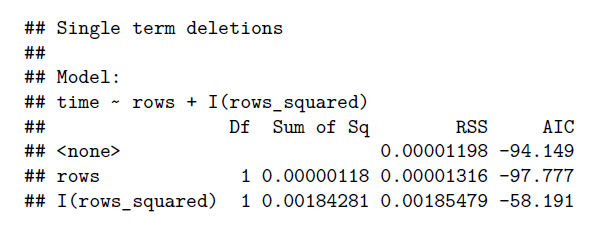 ## Single term deletions
##
## Model:
## time ~ rows + I(rows_squared)
##                 Df  Sum of Sq        RSS     AIC
## <none>                        0.00001198 -94.149
## rows             1 0.00000118 0.00001316 -97.777
## I(rows_squared)  1 0.00184281 0.00185479 -58.191